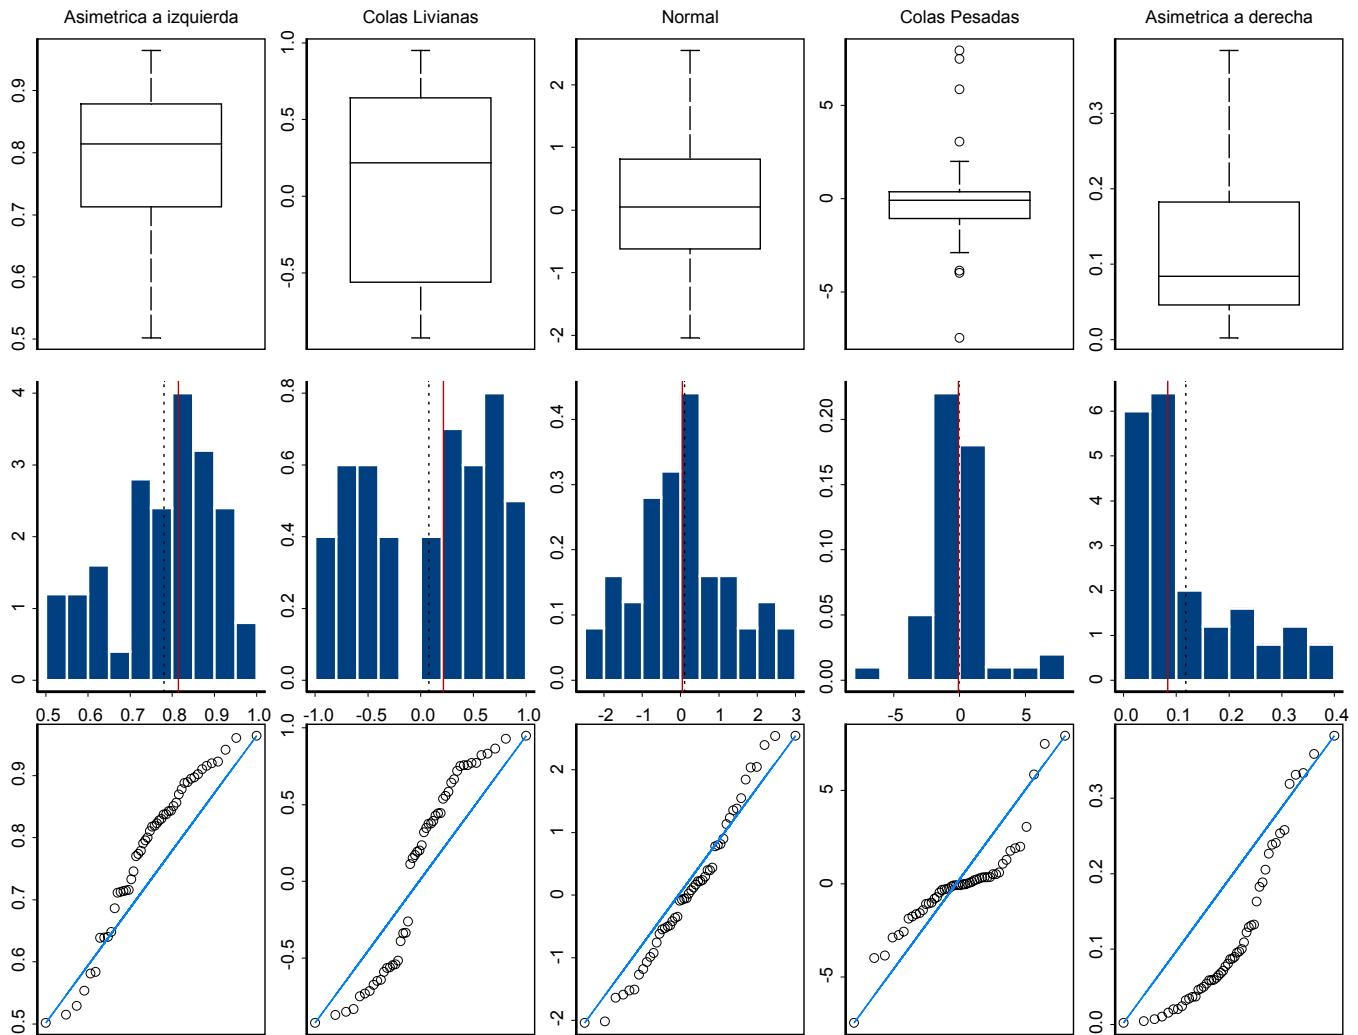 Asimetrica a izquierda Colas Livianas Normal Colas Pesadas Asimetrica a derecha
0.5 0.6 0.7 0.8 0.9
-0.5 0.0 0.5 1.0
-2 -1 0 1 2
-5 0 5
0.0 0.1 0.2 0.3
0 1 2 3 4
0.0 0.2 0.4 0.6 0.8
0.0 0.1 0.2 0.3 0.4
0.00 0.05 0.10 0.15 0.20
0 1 2 3 4 5 6
0.5 0.6 0.7 0.8 0.9 1.0
-1.0 -0.5 0.0 0.5 1.0
-2 -1 0 1 2 3
-5 0 5
0.0 0.1 0.2 0.3 0.4
0.5 0.6 0.7 0.8 0.9
-0.5 0.0 0.5 1.0
-2 -1 0 1 2
-5 0 5
0.0 0.1 0.2 0.3